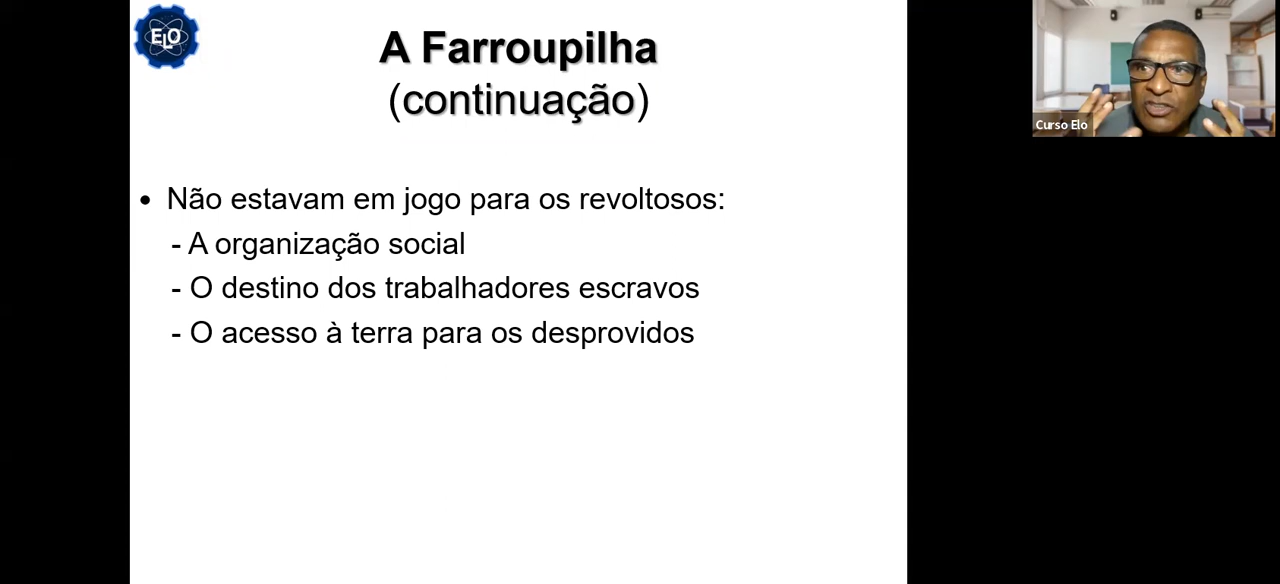 ELO
A Farroupilha
(continuação)
• Não estavam em jogo para os revoltosos:
- A organização social
- O destino dos trabalhadores escravos
- O acesso à terra para os desprovidos
Curso Elo